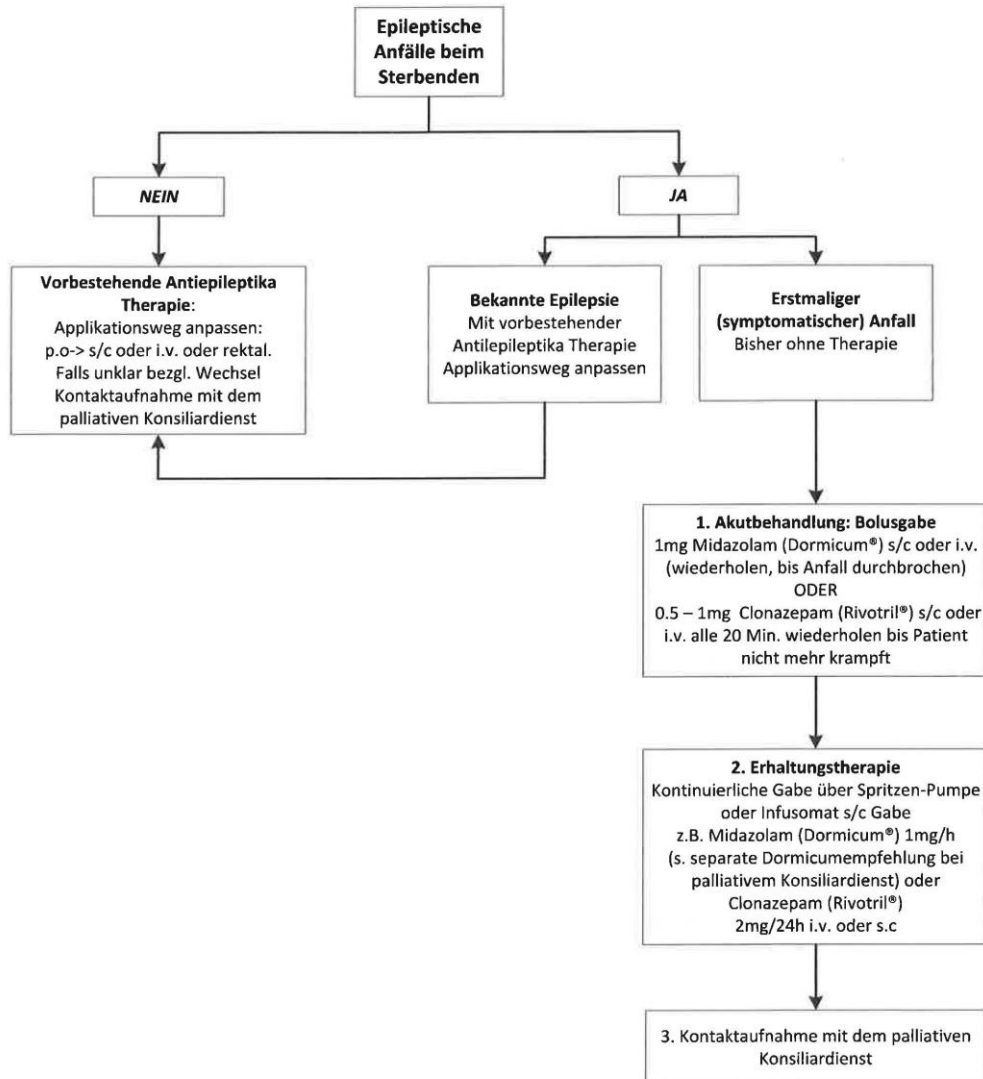 Epileptische
Anfälle beim
Sterbenden
NEIN
JA
Vorbestehende Antiepileptika
Therapie:
Applikationsweg anpassen:
p.o-> s/c oder i.v. oder rektal.
Falls unklar bezgl. Wechsel
Kontaktaufnahme mit dem
palliativen Konsiliardienst
Bekannte Epilepsie
Mit vorbestehender
Antilepileptika Therapie
Applikationsweg anpassen
Erstmaliger
(symptomatischer) Anfall
Bisher ohne Therapie
1. Akutbehandlung: Bolusgabe
1mg Midazolam (Dormicum®) s/c oder i.v.
(wiederholen, bis Anfall durchbrochen)
ODER
0.5 – 1mg Clonazepam (Rivotril®) s/c oder
i.v. alle 20 Min. wiederholen bis Patient
nicht mehr krampft
2. Erhaltungstherapie
Kontinuierliche Gabe über Spritzen-Pumpe
oder Infusomat s/c Gabe
z.B. Midazolam (Dormicum®) 1mg/h
(s. separate Dormicumempfehlung bei
palliativem Konsiliardienst) oder
Clonazepam (Rivotril®)
2mg/24h i.v. oder s.c
3. Kontaktaufnahme mit dem palliativen
Konsiliardienst